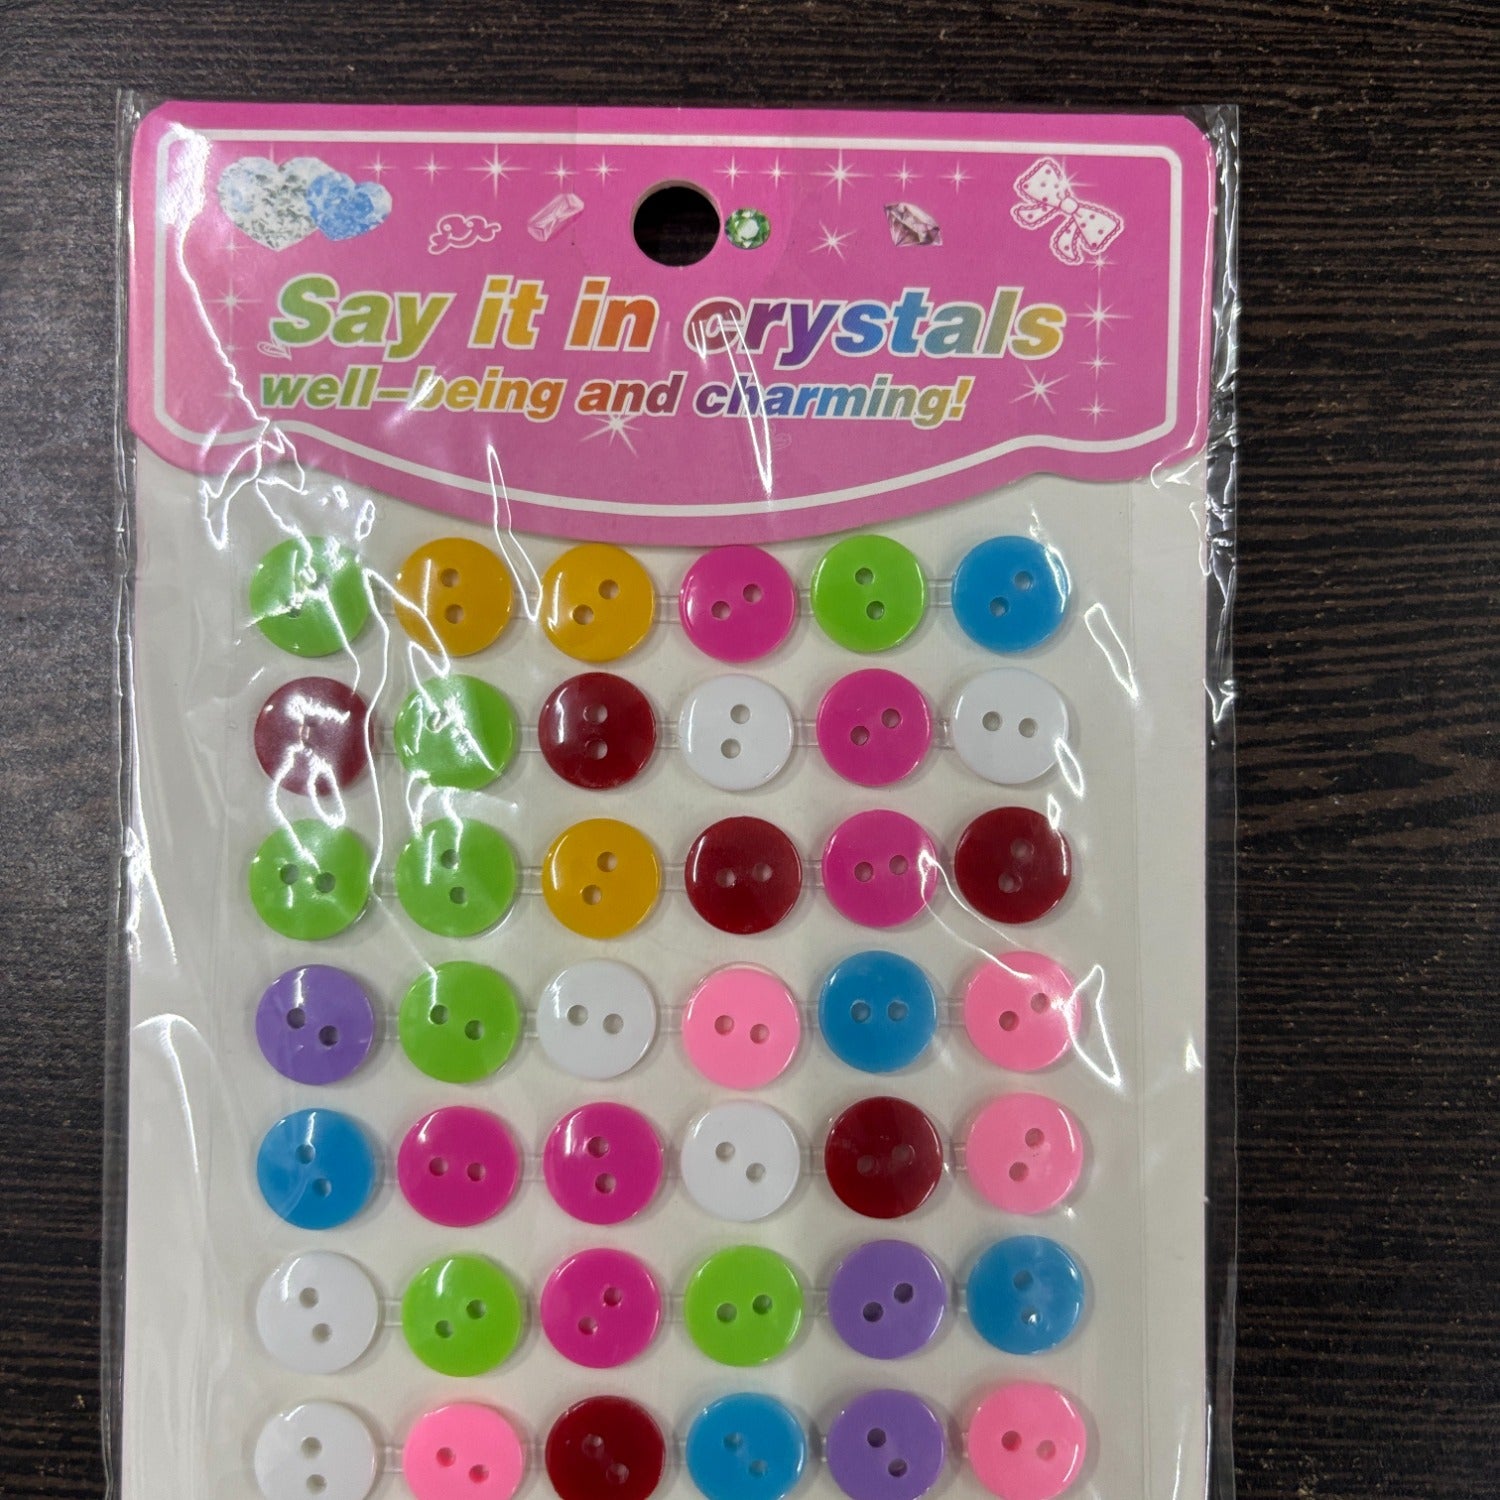 Say it in crystals
well-being and charming!